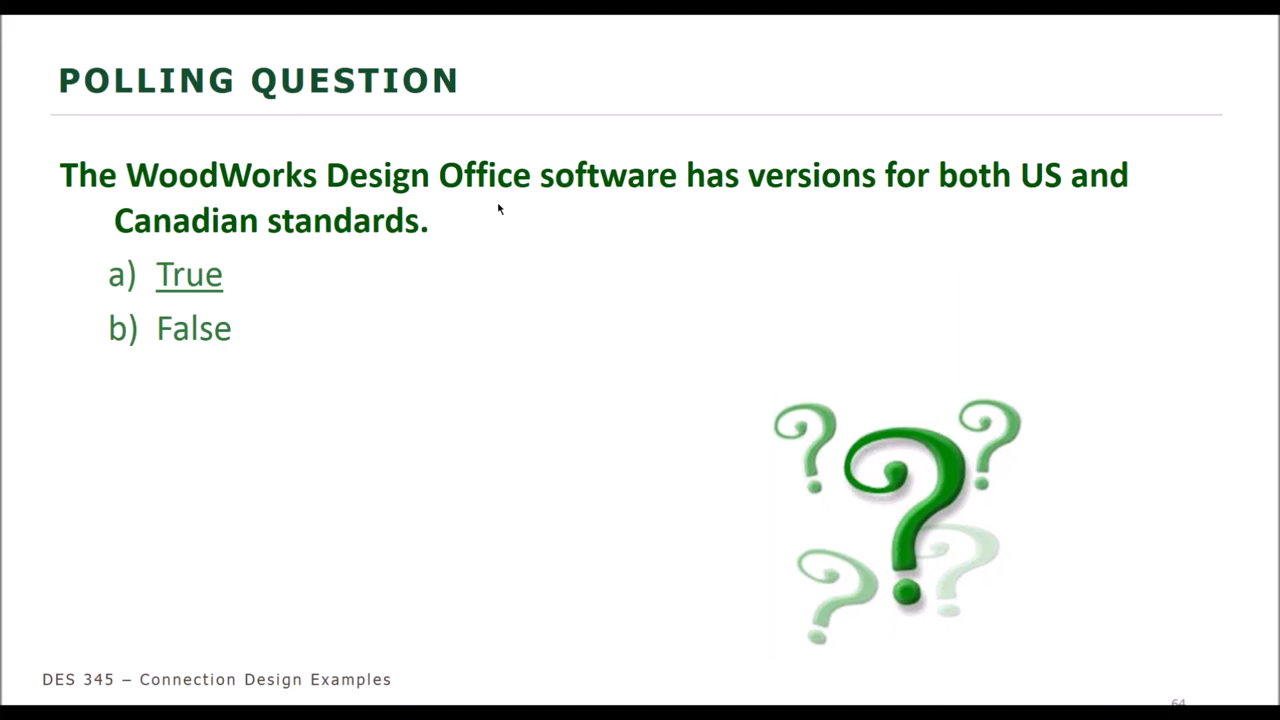 POLLING QUESTION
The WoodWorks Design Office software has versions for both US and
Canadian standards.
a) True
b) False
DES 345 – Connection Design Examples
64